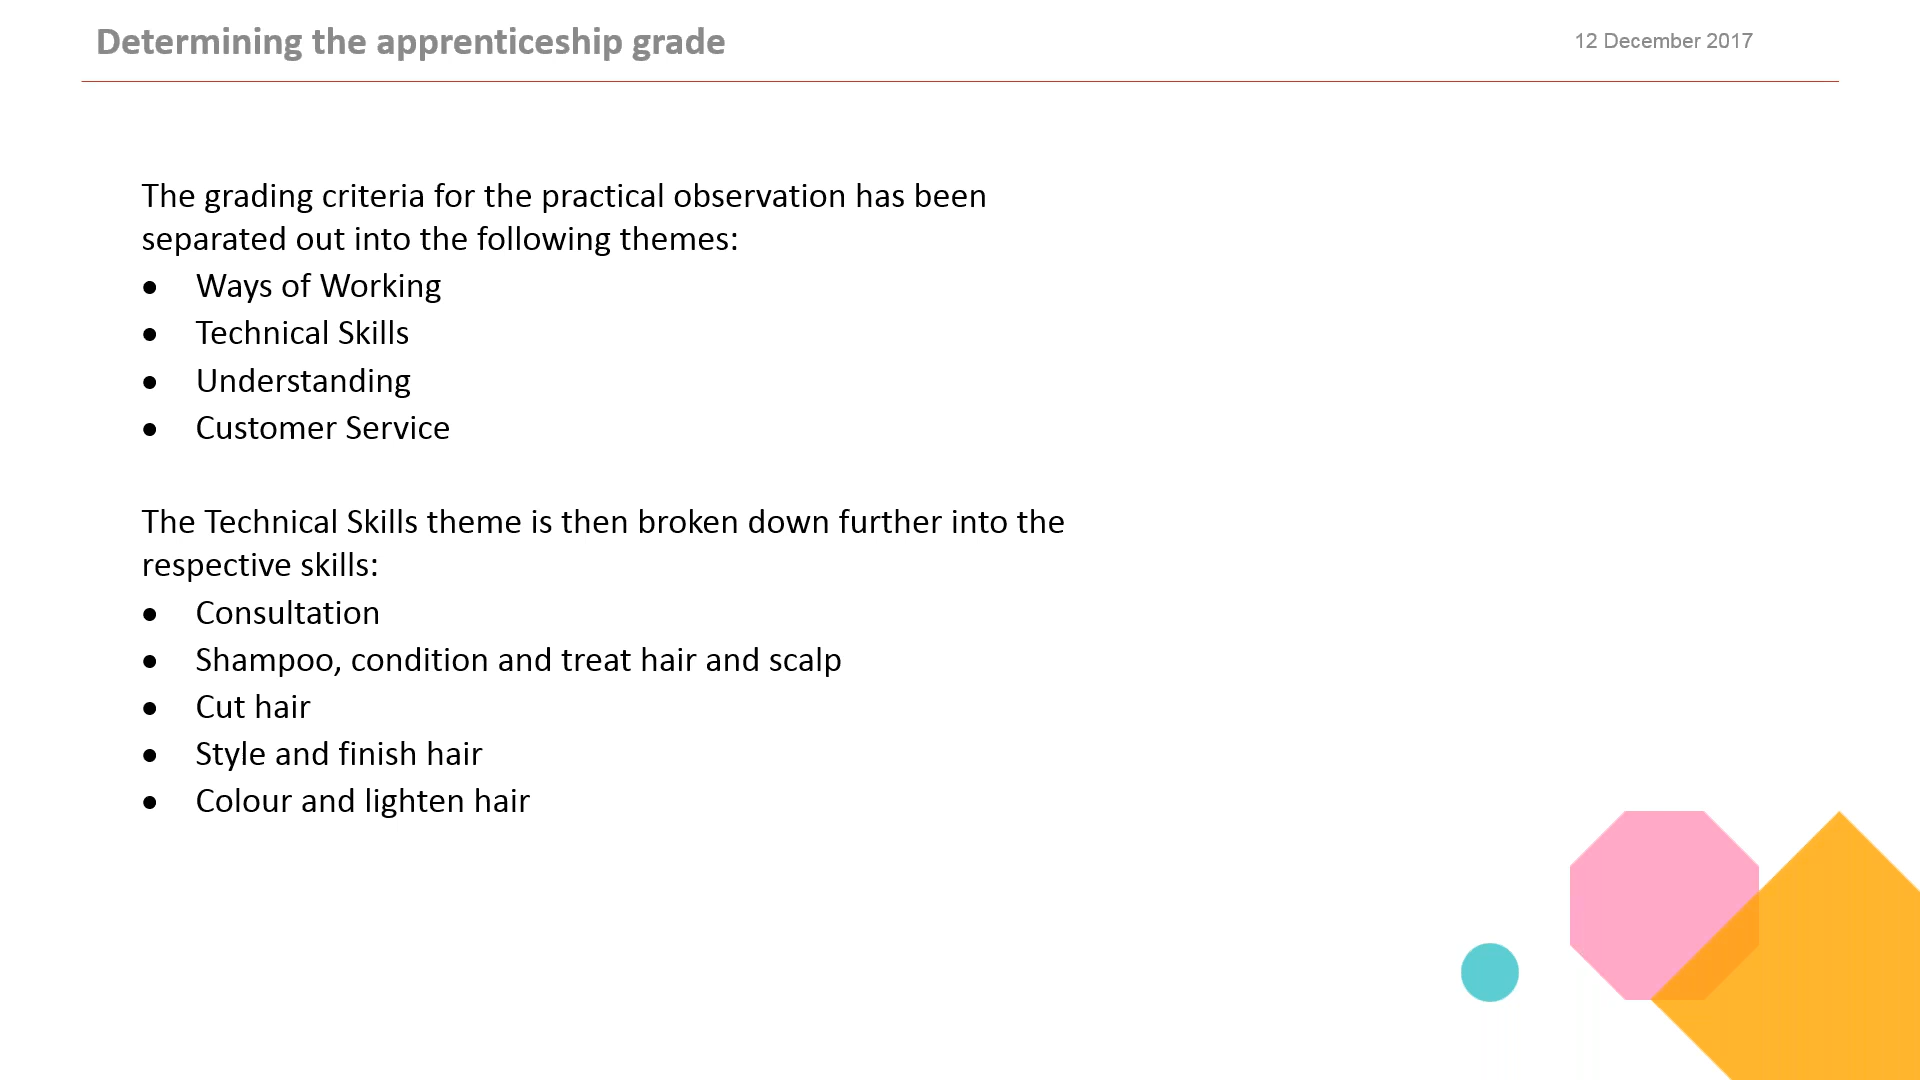 Determining the apprenticeship grade
12 December 2017
The grading criteria for the practical observation has been
separated out into the following themes:
• Ways of Working
• Technical Skills
• Understanding
• Customer Service
The Technical Skills theme is then broken down further into the
respective skills:
• Consultation
• Shampoo, condition and treat hair and scalp
• Cut hair
• Style and finish hair
• Colour and lighten hair